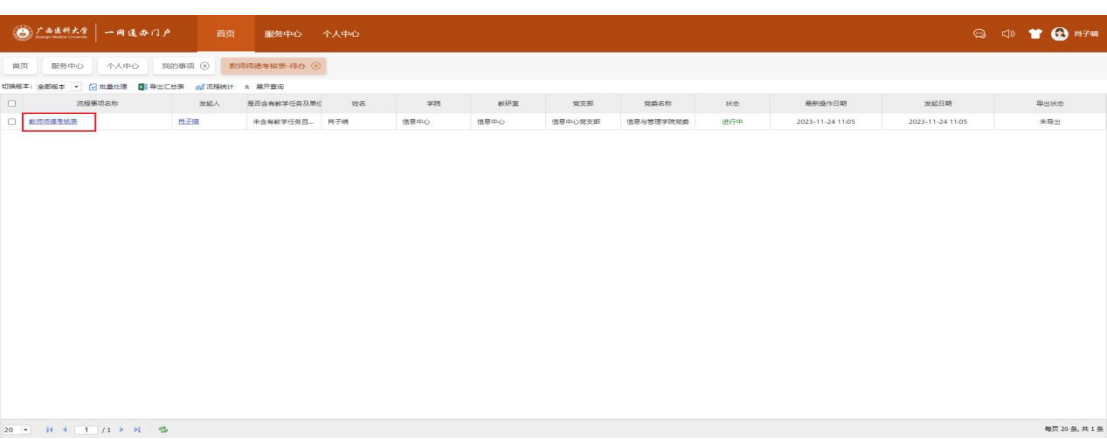 广西医科大学 一网通办门户 首页 服务中心 个人中心 肖子晴
Guangxi Medical University
首页 服务中心 个人中心 我的事项 教师师德考核表-待办
切换版本: 全部版本 批量处理 导出汇总表 流程统计 展开查询
流程事项名称 发起人 是否含有教学任务及单位 姓名 学院 教研室 党支部 党委名称 状态 最新操作日期 发起日期 导出状态
教师师德考核表 肖子晴 未含有教学任务且... 肖子晴 信息中心 信息中心 信息中心党支部 信息与管理学院党委 进行中 2023-11-24 11:05 2023-11-24 11:05 未导出
20 1 /1 每页 20 条, 共 1 条